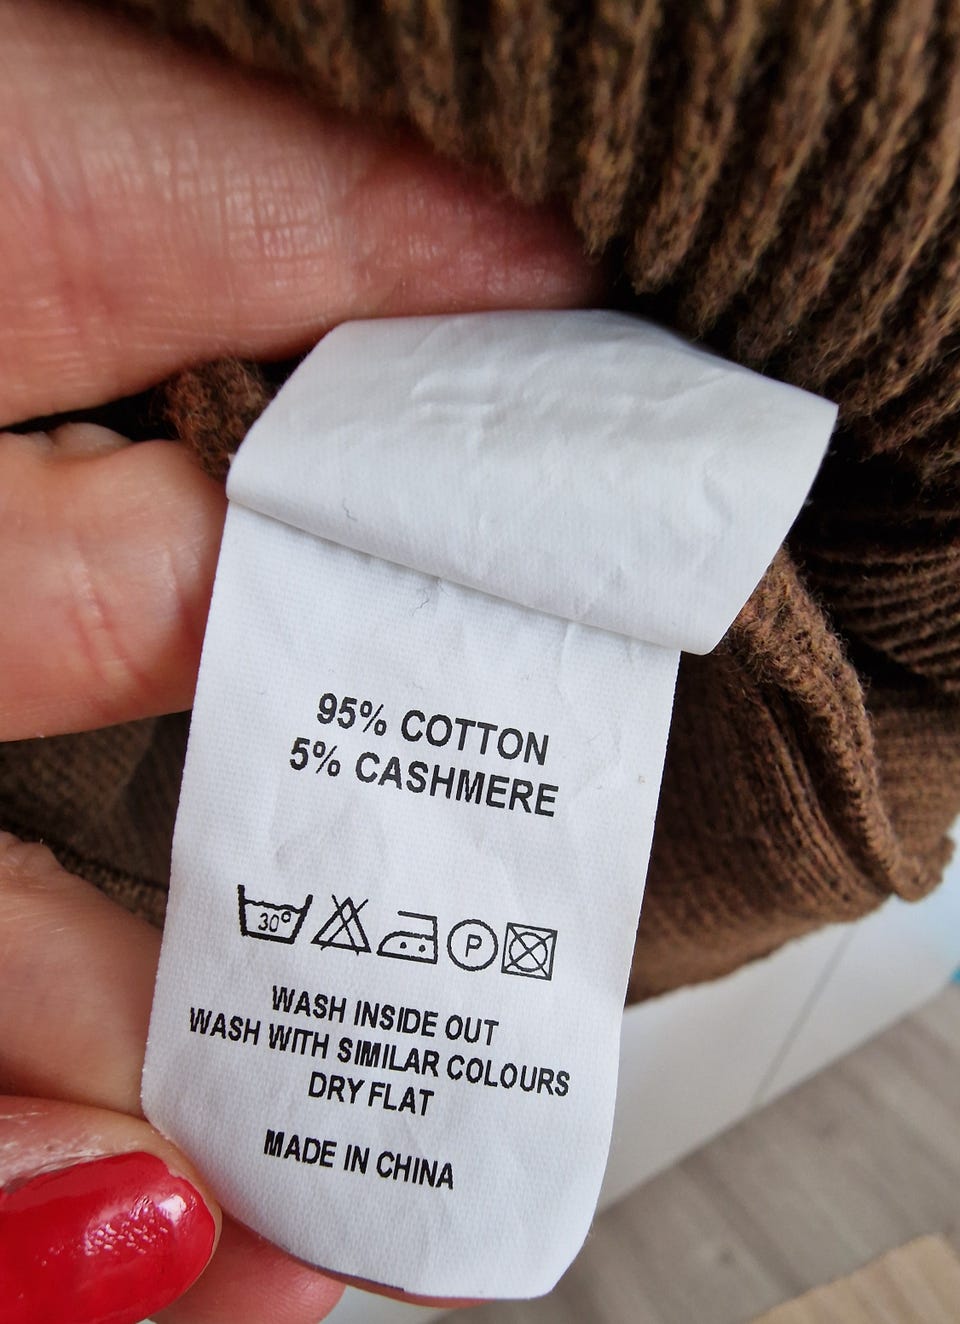 95% COTTON
5% CASHMERE
30° P
WASH INSIDE OUT
WASH WITH SIMILAR COLOURS
DRY FLAT
MADE IN CHINA